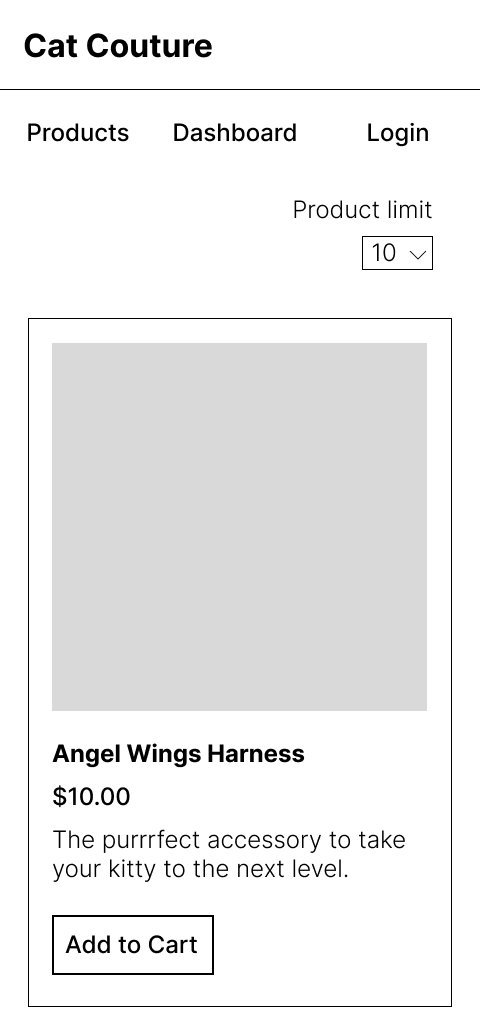 Cat Couture
Products Dashboard Login
Product limit
10
Angel Wings Harness
$10.00
The purrrfect accessory to take
your kitty to the next level.
Add to Cart